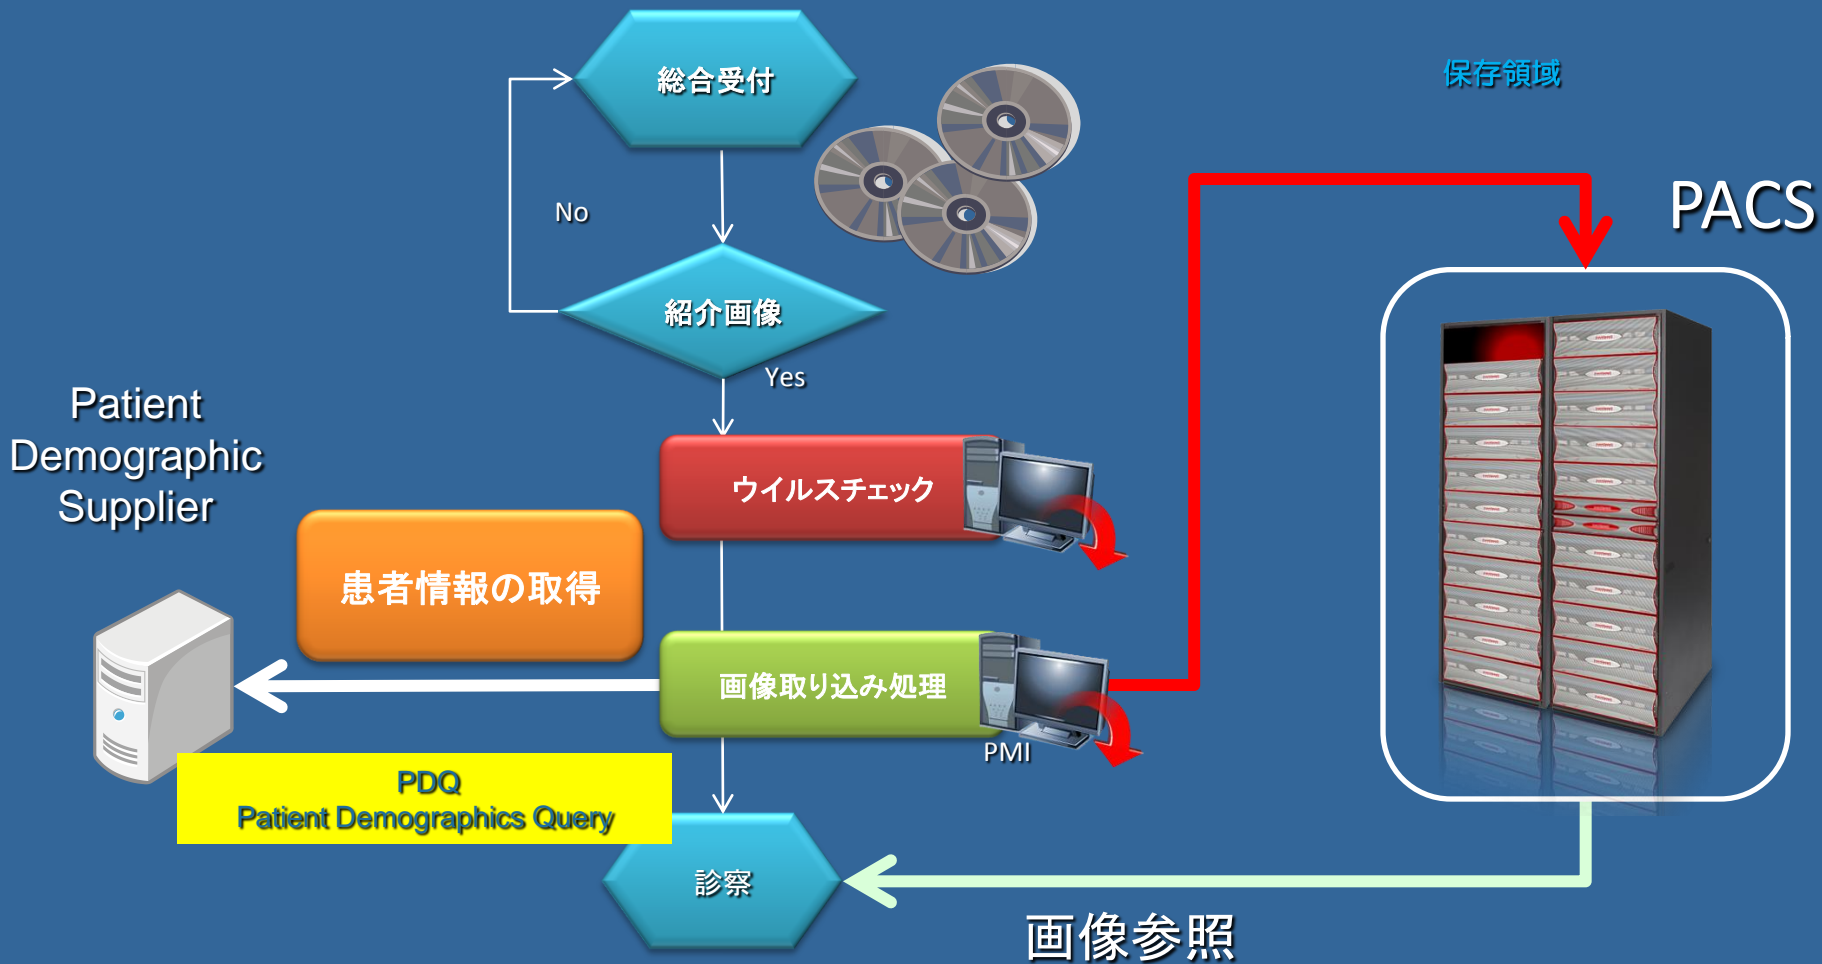 総合受付
保存領域
PACS
No
紹介画像
Yes
Patient
Demographic
Supplier
ウイルスチェック
患者情報の取得
画像取り込み処理
PMI
PDQ
Patient Demographics Query
診察
画像参照